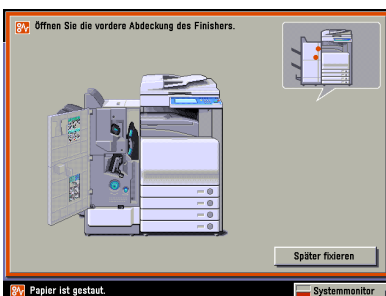 Öffnen Sie die vordere Abdeckung des Finishers.
Später fixieren
Papier ist gestaut.
Systemmonitor